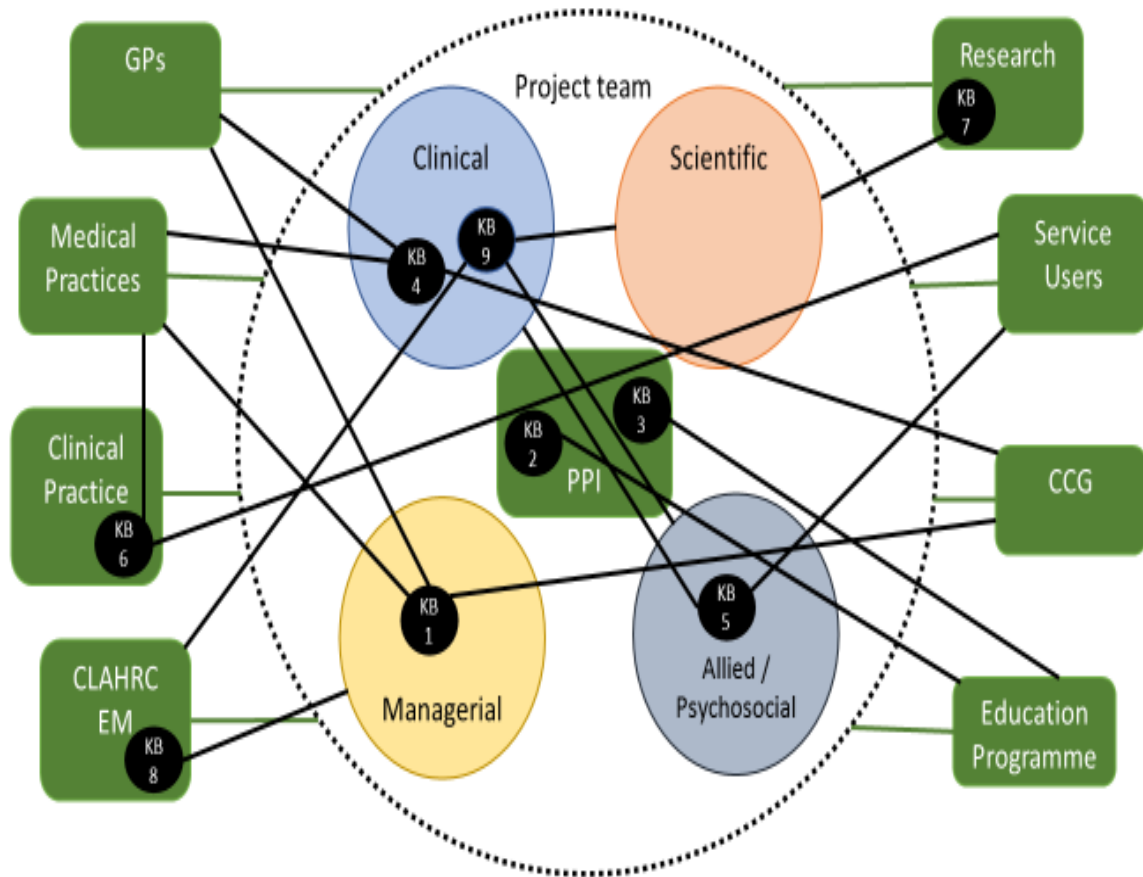 GPs
Project team
Research
KB
7
Clinical
Scientific
Medical
Practices
KB
4
KB
9
Service
Users
Clinical
Practice
KB
6
KB
2
KB
3
PPI
CCG
KB
1
Managerial
KB
5
Allied /
Psychosocial
CLAHRC
EM
KB
8
Education
Programme